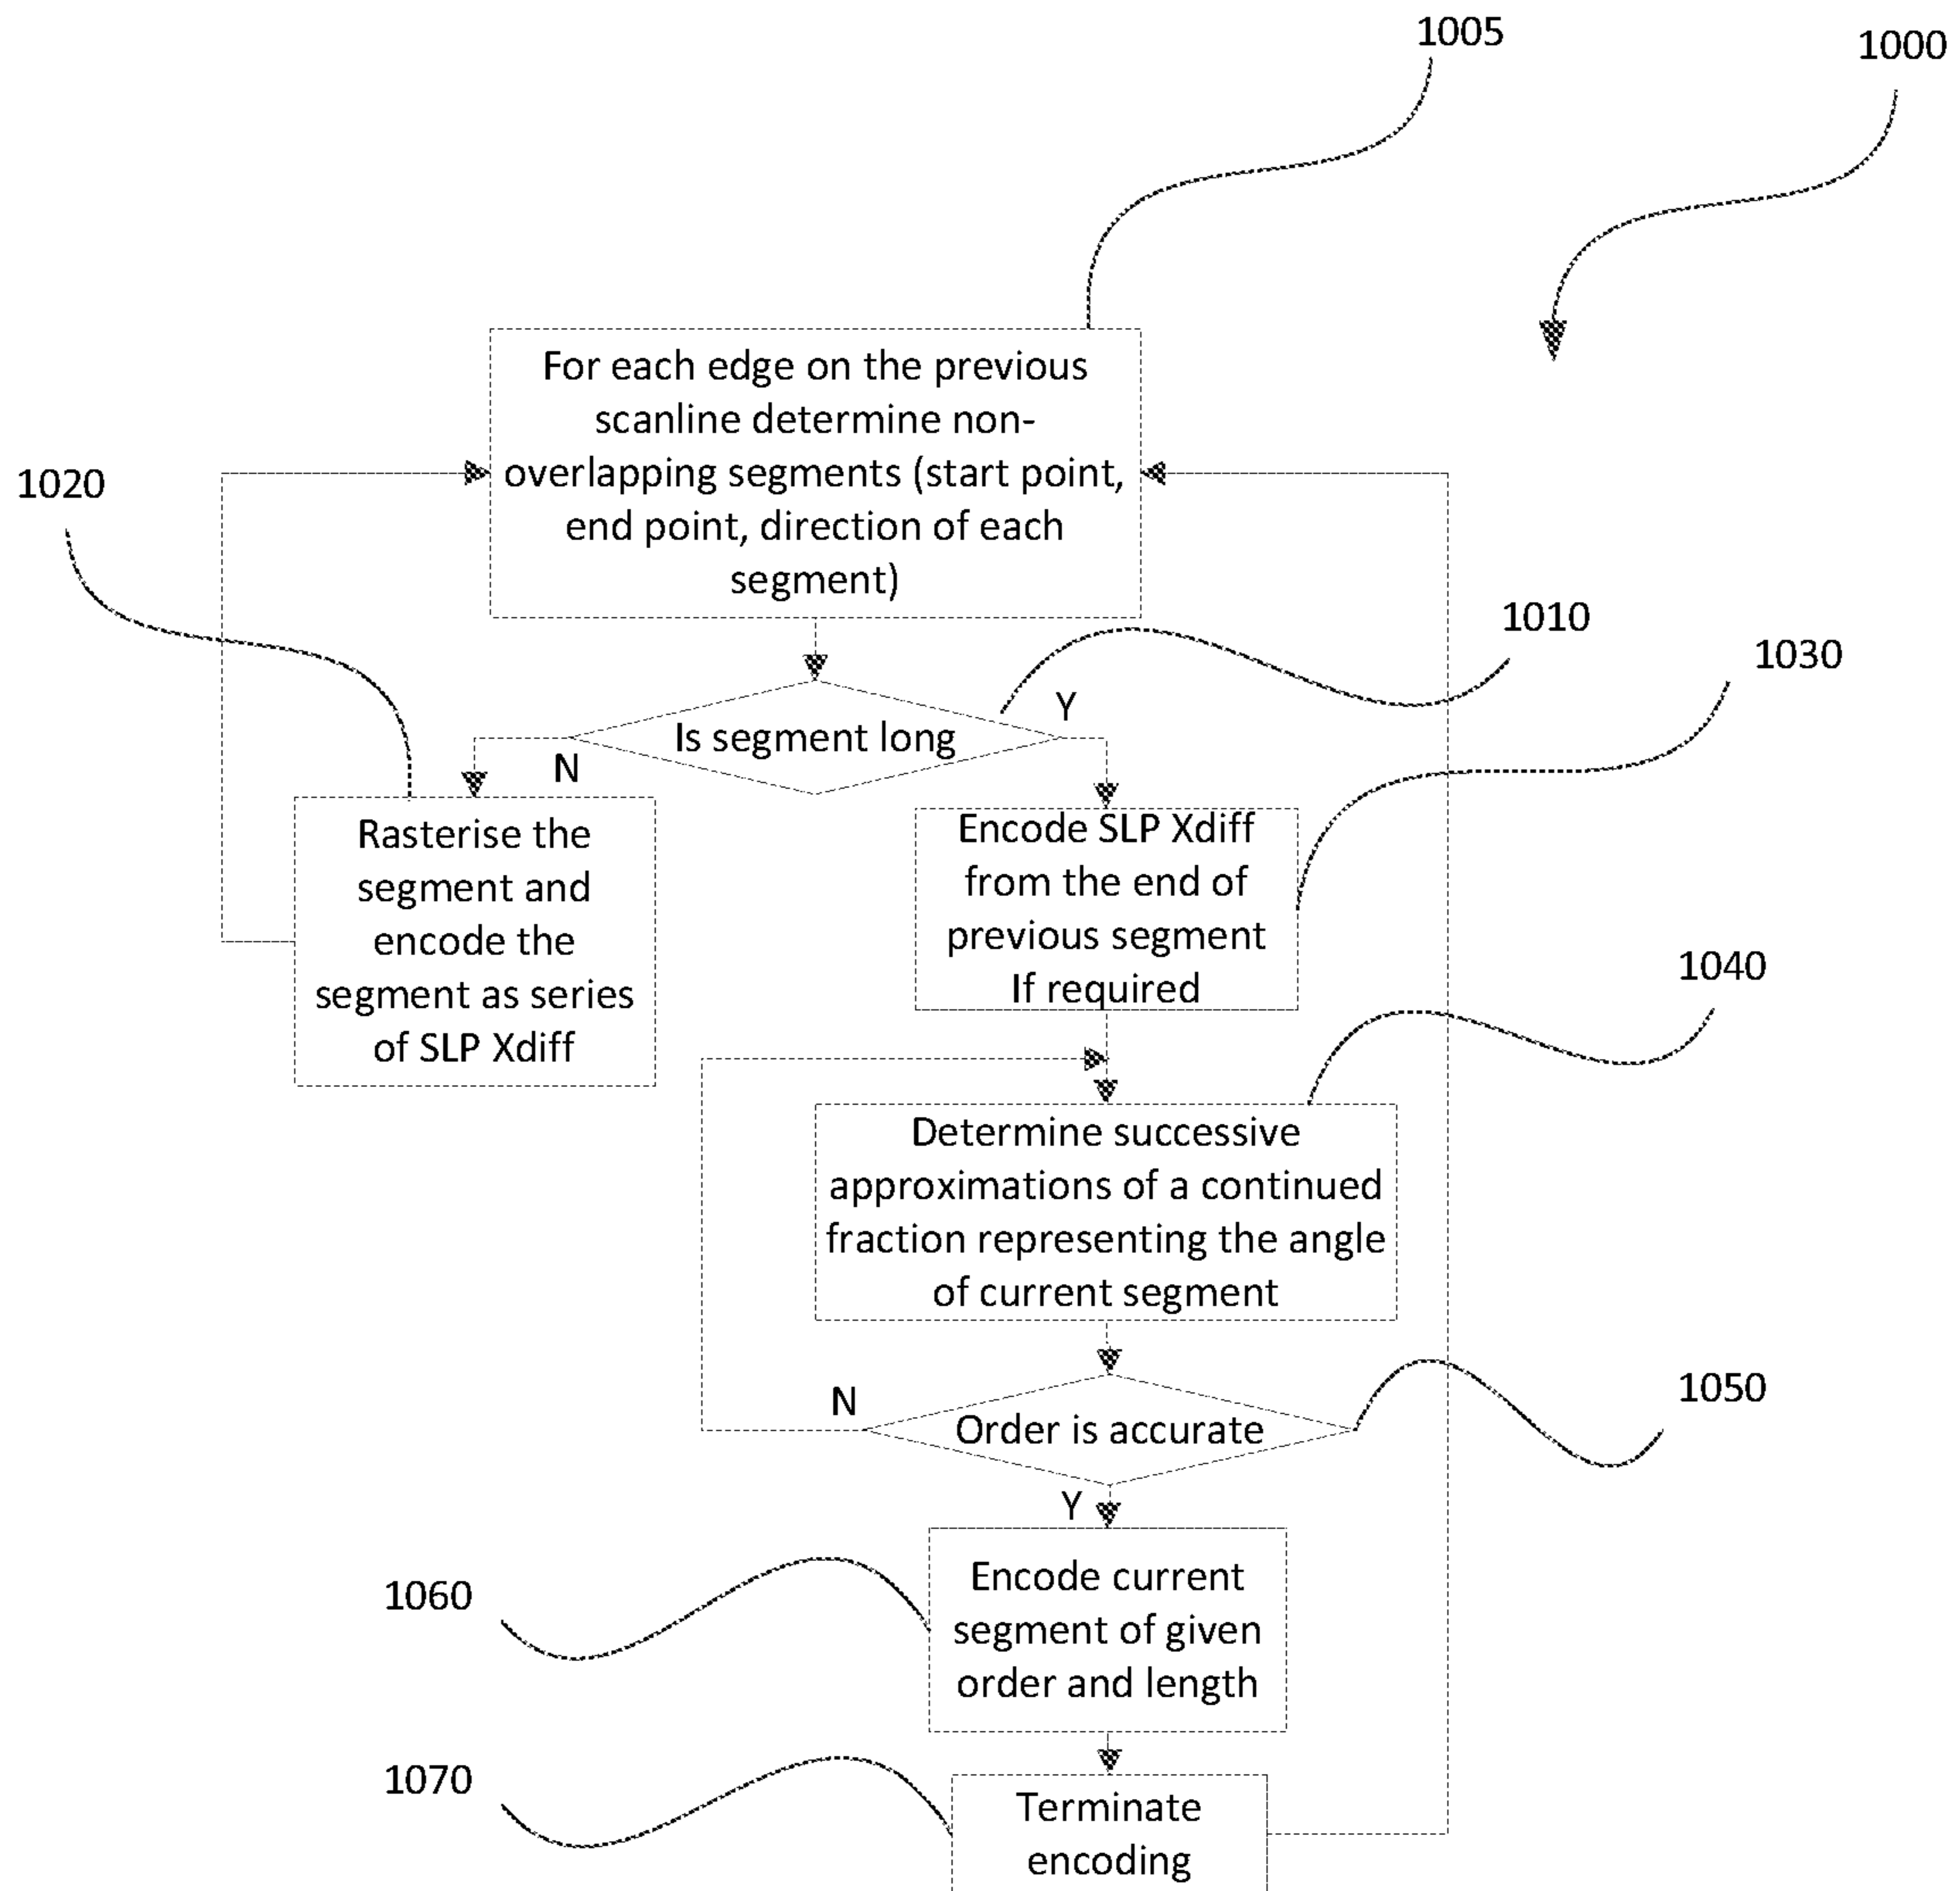 1005
1000
For each edge on the previous
scanline determine non-
overlapping segments (start point,
end point, direction of each
segment)
1020
1010
1030
Is segment long
Y
N
Rasterise the
segment and
encode the
segment as series
of SLP Xdiff
Encode SLP Xdiff
from the end of
previous segment
If required
1040
Determine successive
approximations of a continued
fraction representing the angle
of current segment
1050
N
Order is accurate
Y
1060
Encode current
segment of given
order and length
1070
Terminate
encoding